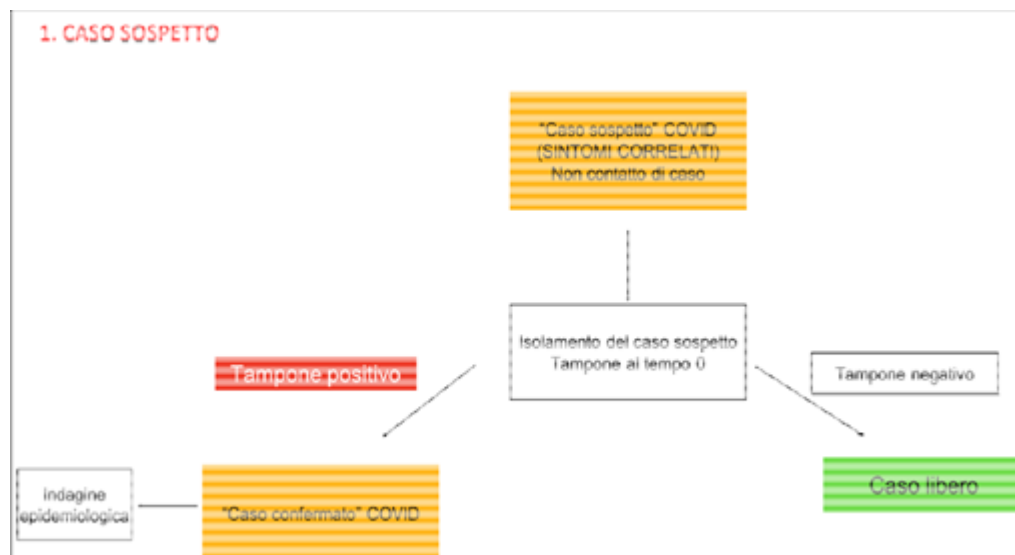 1. CASO SOSPETTO
"Caso sospetto" COVID
(SINTOMI CORRELATI)
Non contatto di caso
Isolamento del caso sospetto
Tampone al tempo 0
Tampone positivo
Tampone negativo
Caso libero
indagine
epidemiologica
"Caso confermato" COVID